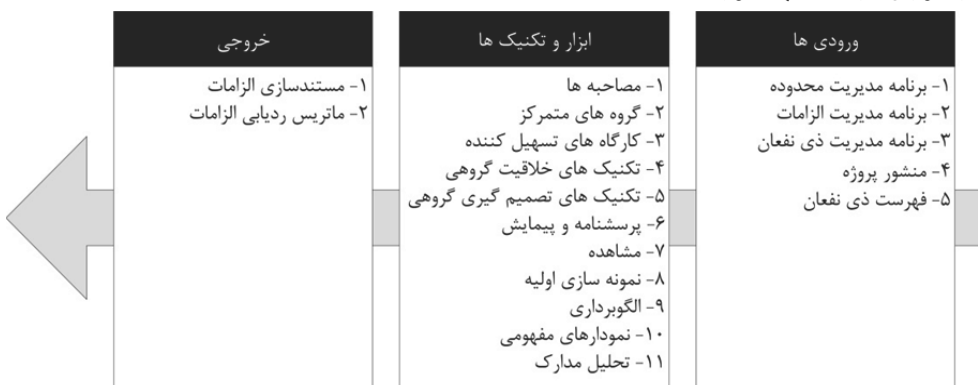 ورودی ها
۱- برنامه مدیریت محدوده
۲- برنامه مدیریت الزامات
۳- برنامه مدیریت ذی نفعان
۴- منشور پروژه
۵- فهرست ذی نفعان
ابزار و تکنیک ها
۱- مصاحبه ها
۲- گروه های متمرکز
۳- کارگاه های تسهیل کننده
۴- تکنیک های خلاقیت گروهی
۵- تکنیک های تصمیم گیری گروهی
۶- پرسشنامه و پیمایش
۷- مشاهده
۸- نمونه سازی اولیه
۹- الگوبرداری
۱۰- نمودارهای مفهومی
۱۱- تحلیل مدارک
خروجی
۱- مستندسازی الزامات
۲- ماتریس ردیابی الزامات